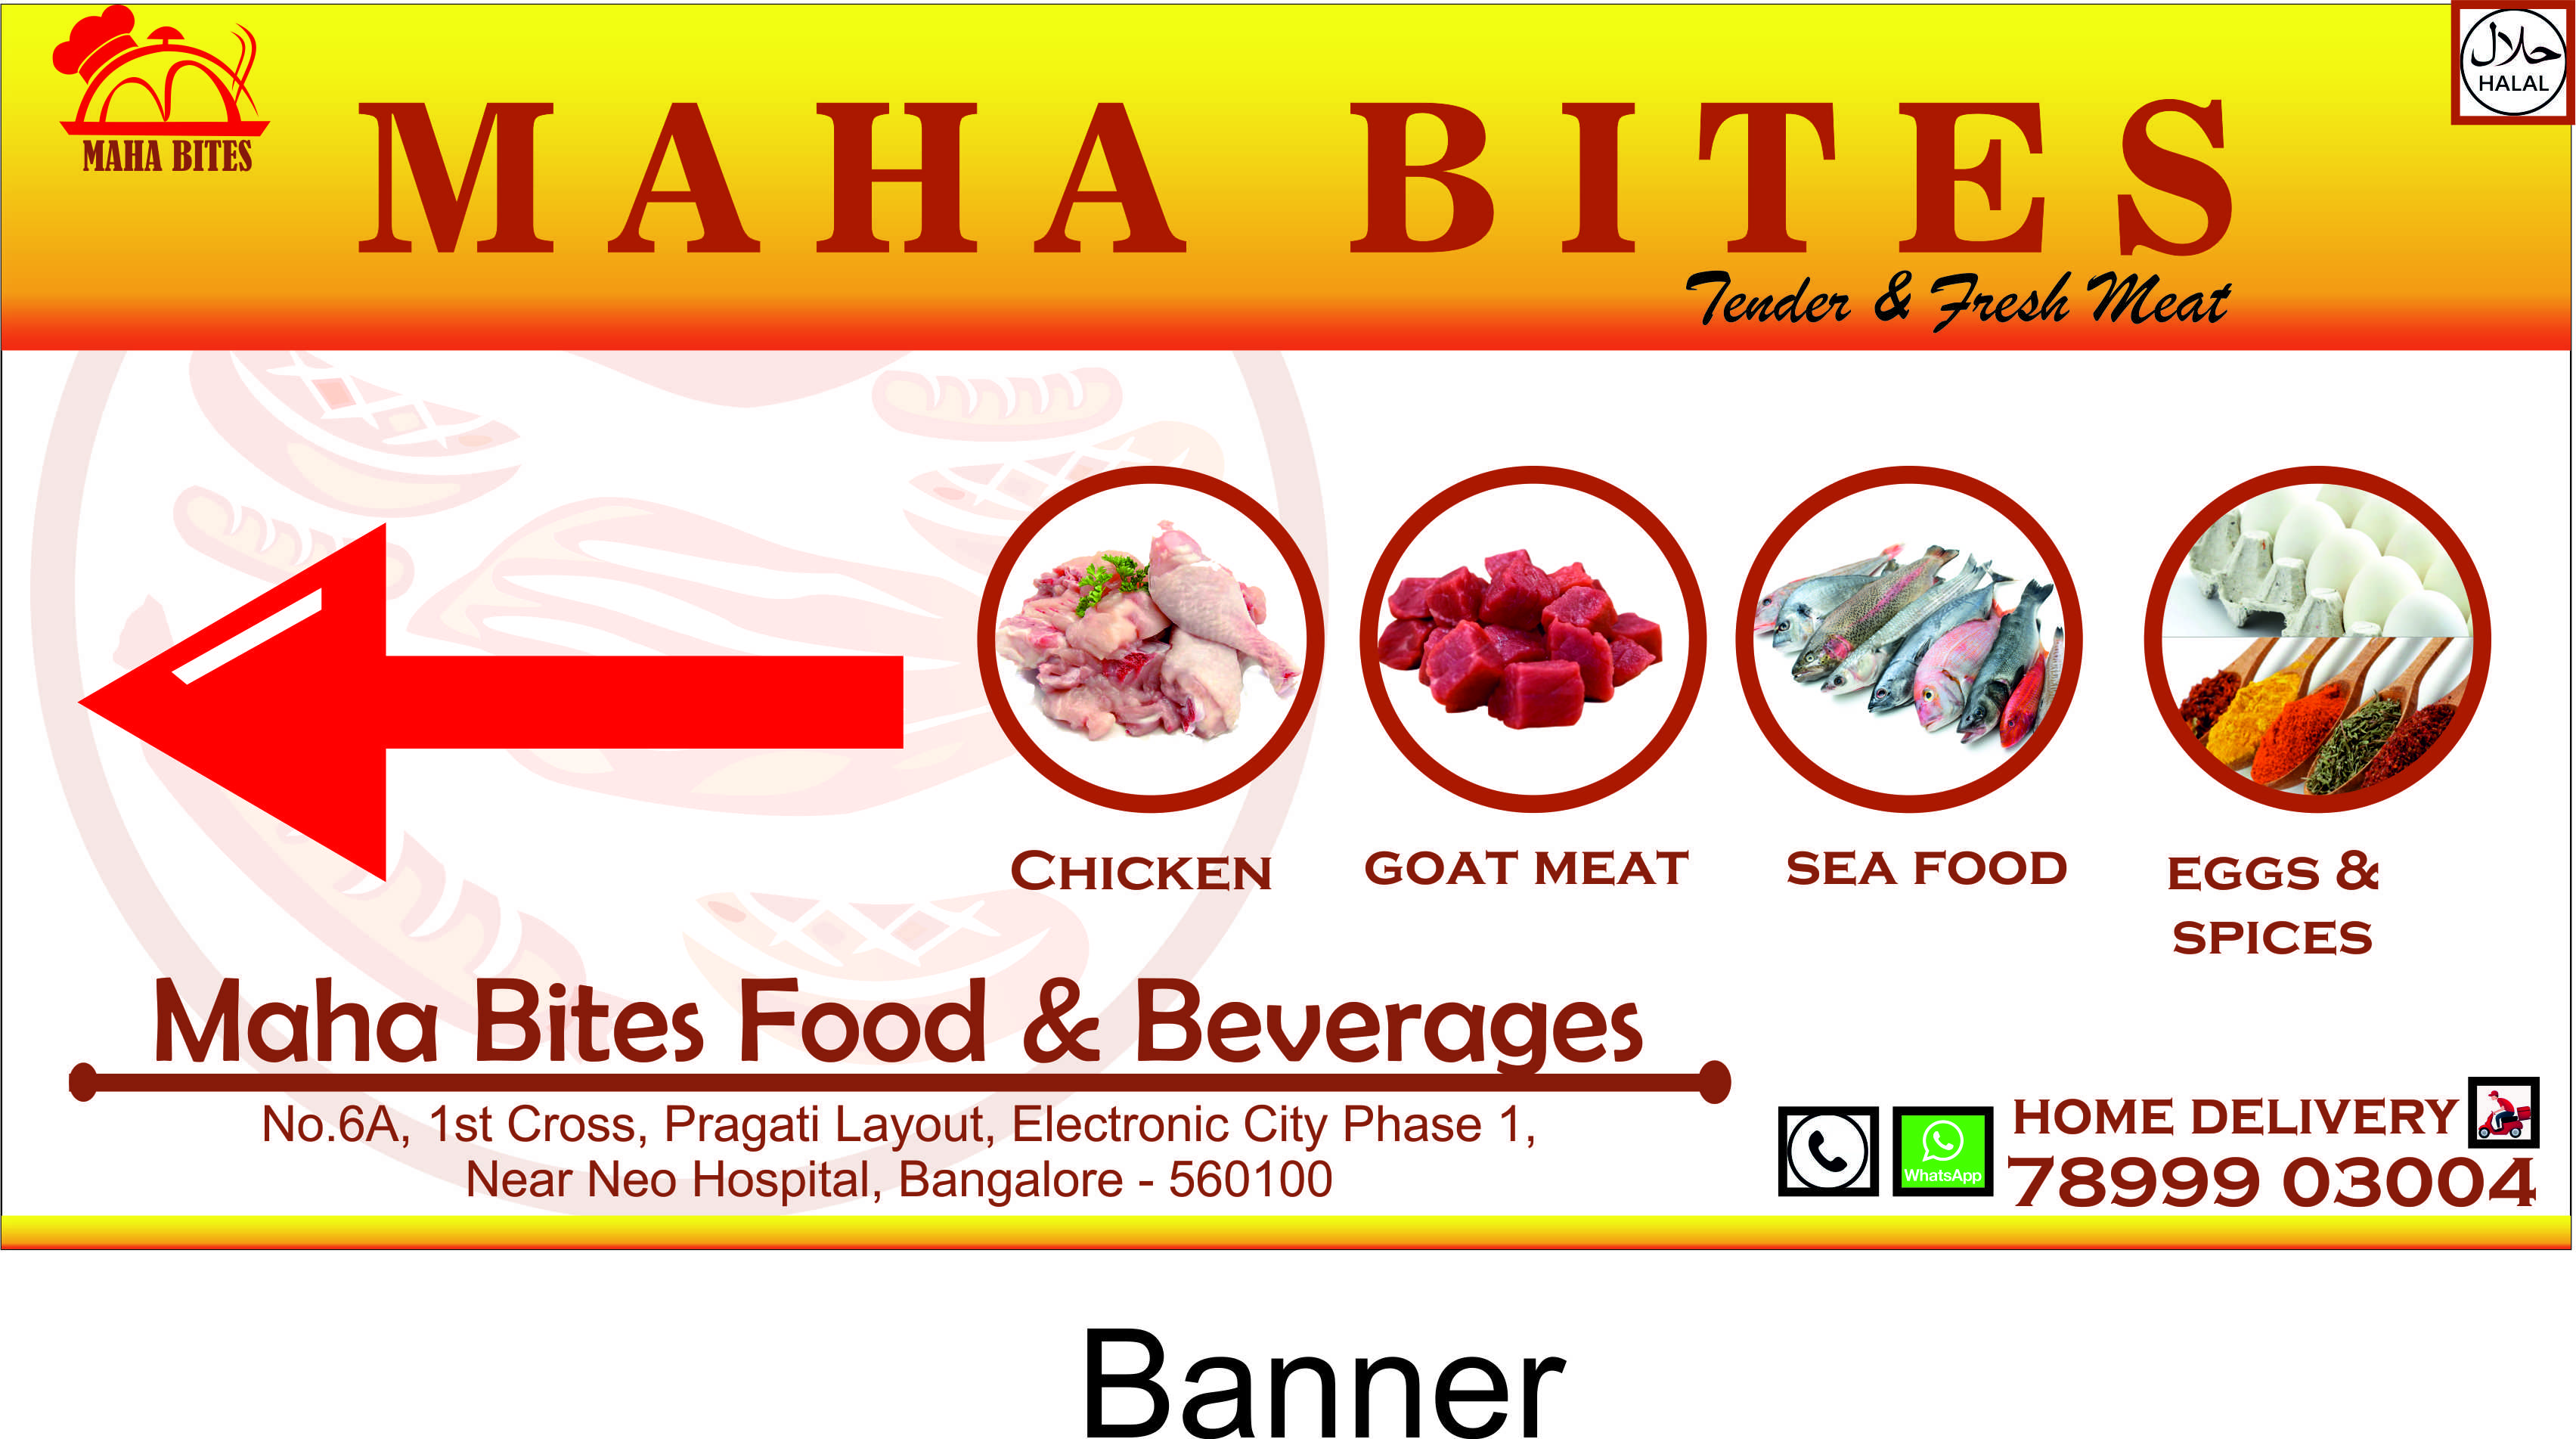 MAHA BITES
MAHA BITES
حلال
HALAL
Tender & Fresh Meat
CHICKEN
GOAT MEAT
SEA FOOD
EGGS &
SPICES
Maha Bites Food & Beverages
No.6A, 1st Cross, Pragati Layout, Electronic City Phase 1,
Near Neo Hospital, Bangalore - 560100
WhatsApp
HOME DELIVERY
78999 03004
Banner